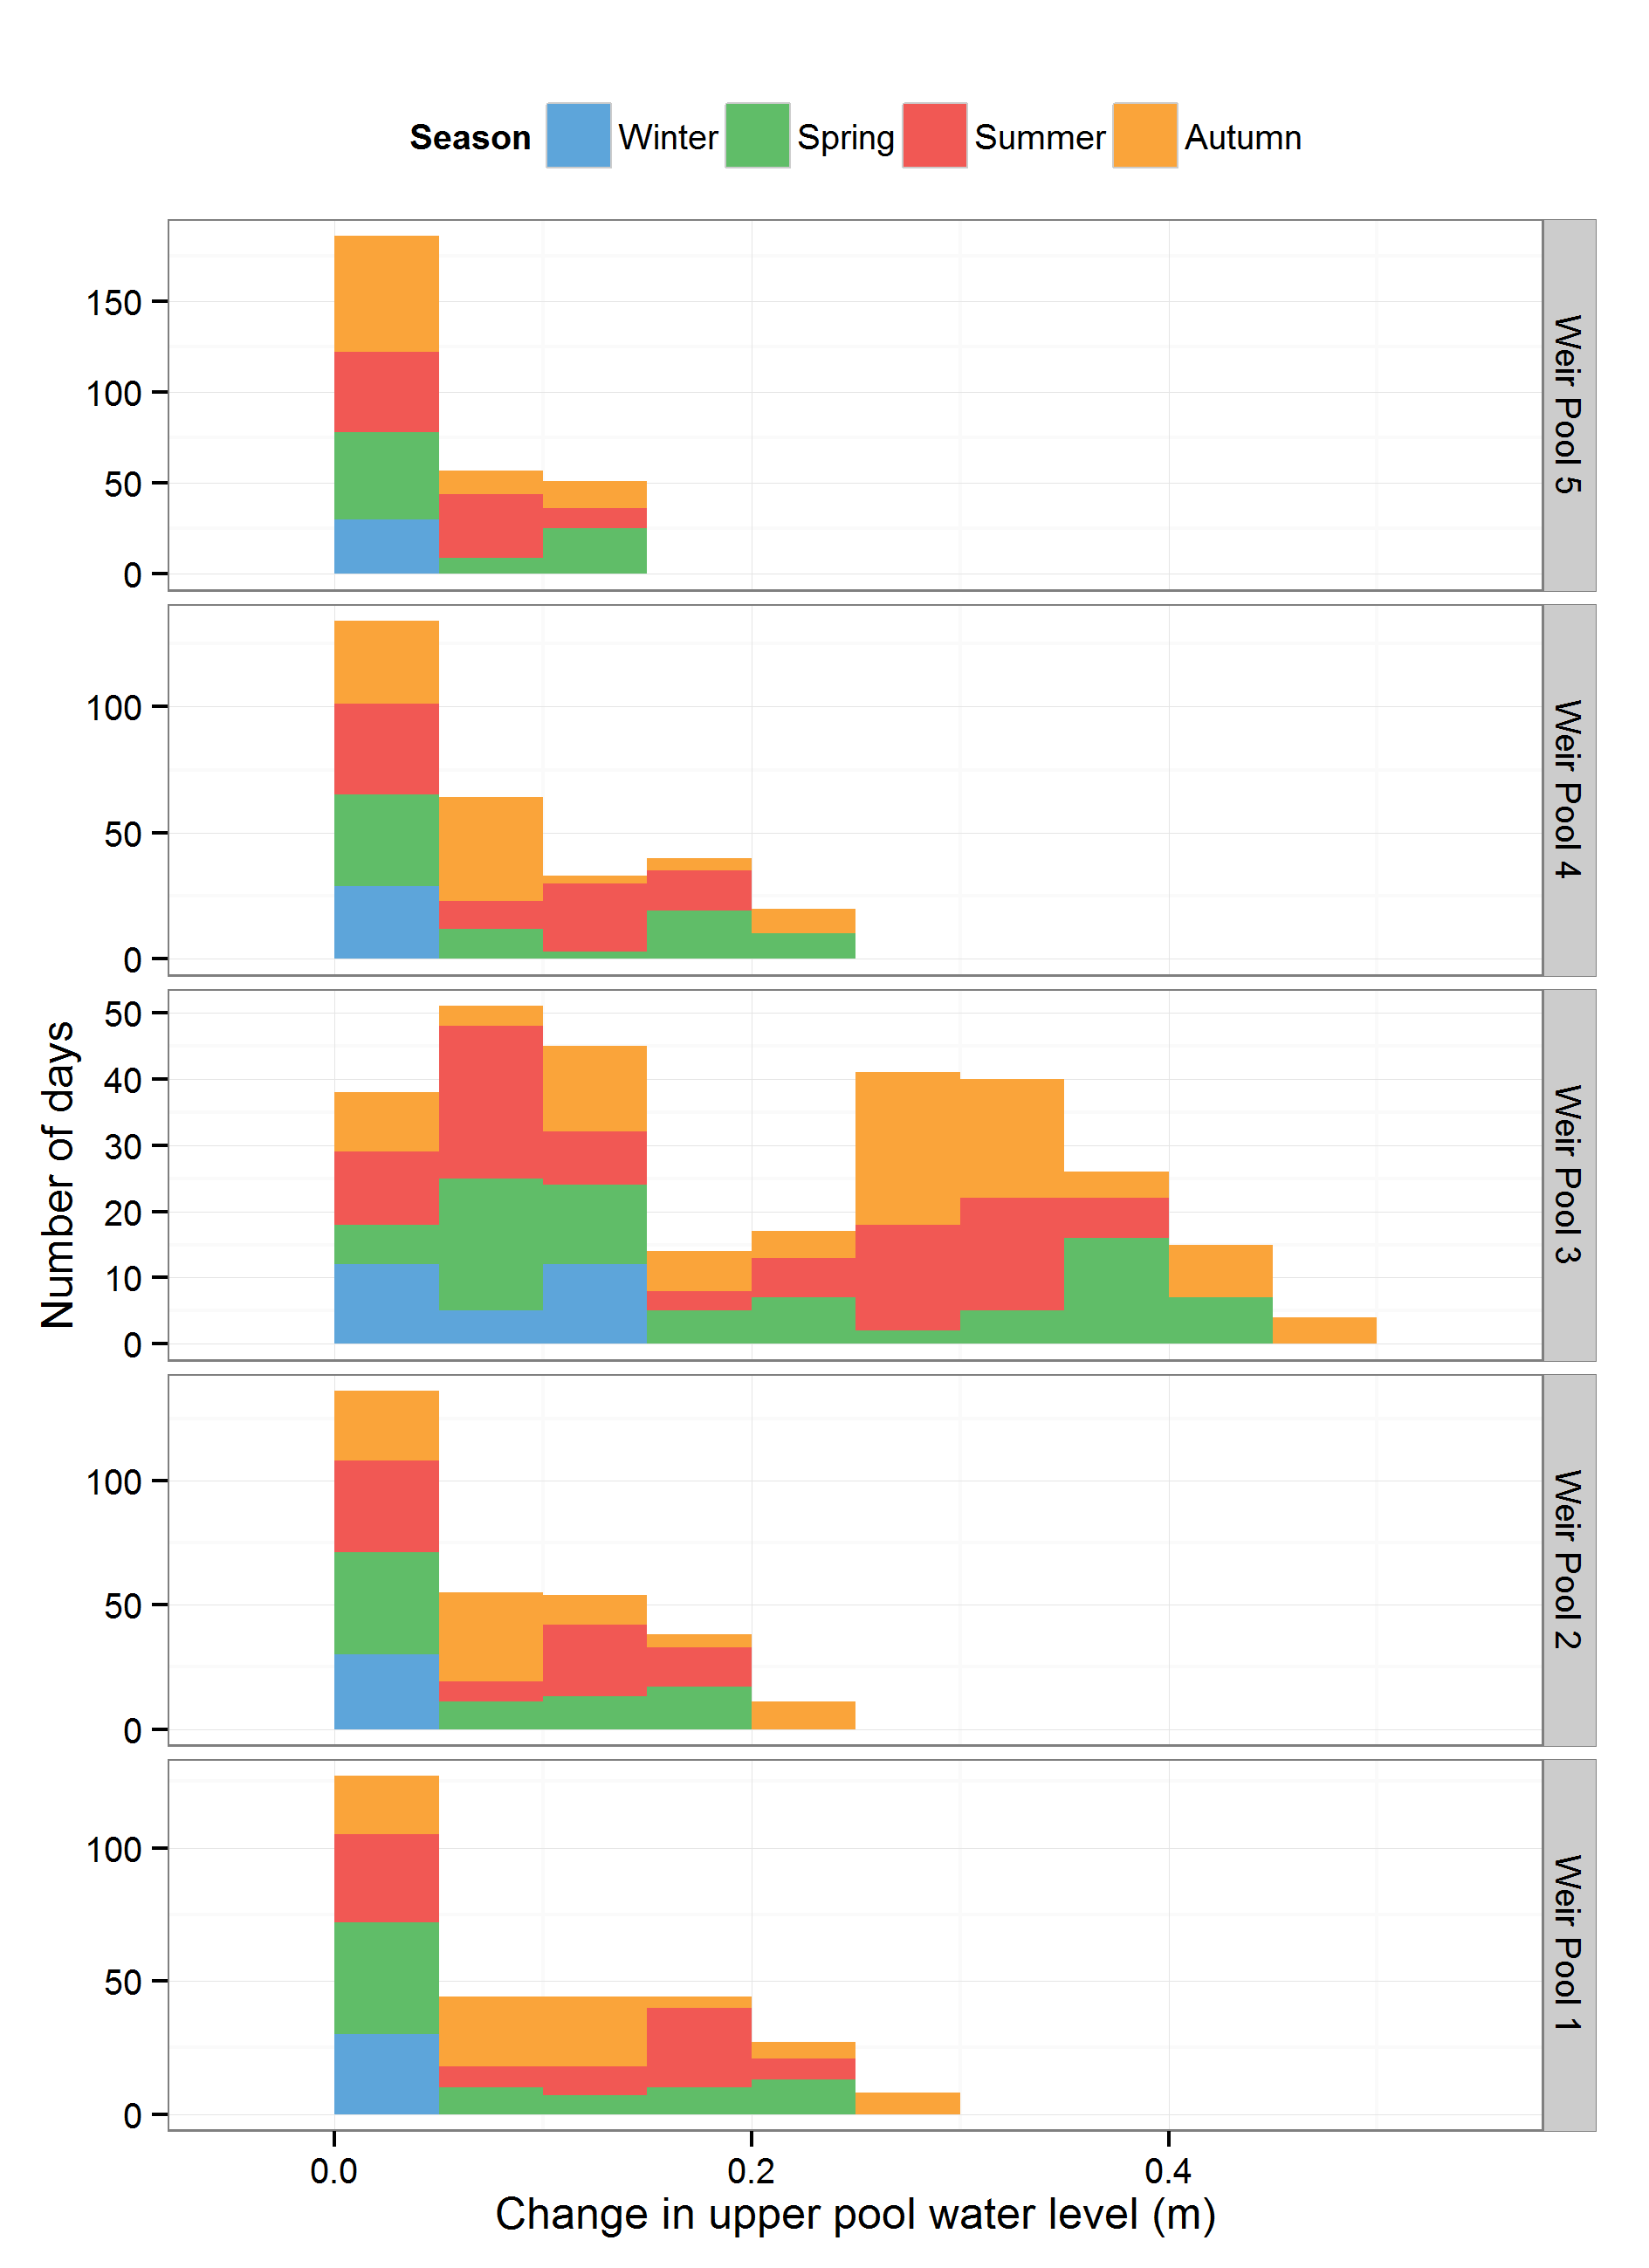 Season Winter Spring Summer Autumn
150
100
50
0
Weir Pool 5
100
50
0
Weir Pool 4
50
40
30
20
10
0
Weir Pool 3
Number of days
100
50
0
Weir Pool 2
100
50
0
Weir Pool 1
0.0 0.2 0.4
Change in upper pool water level (m)